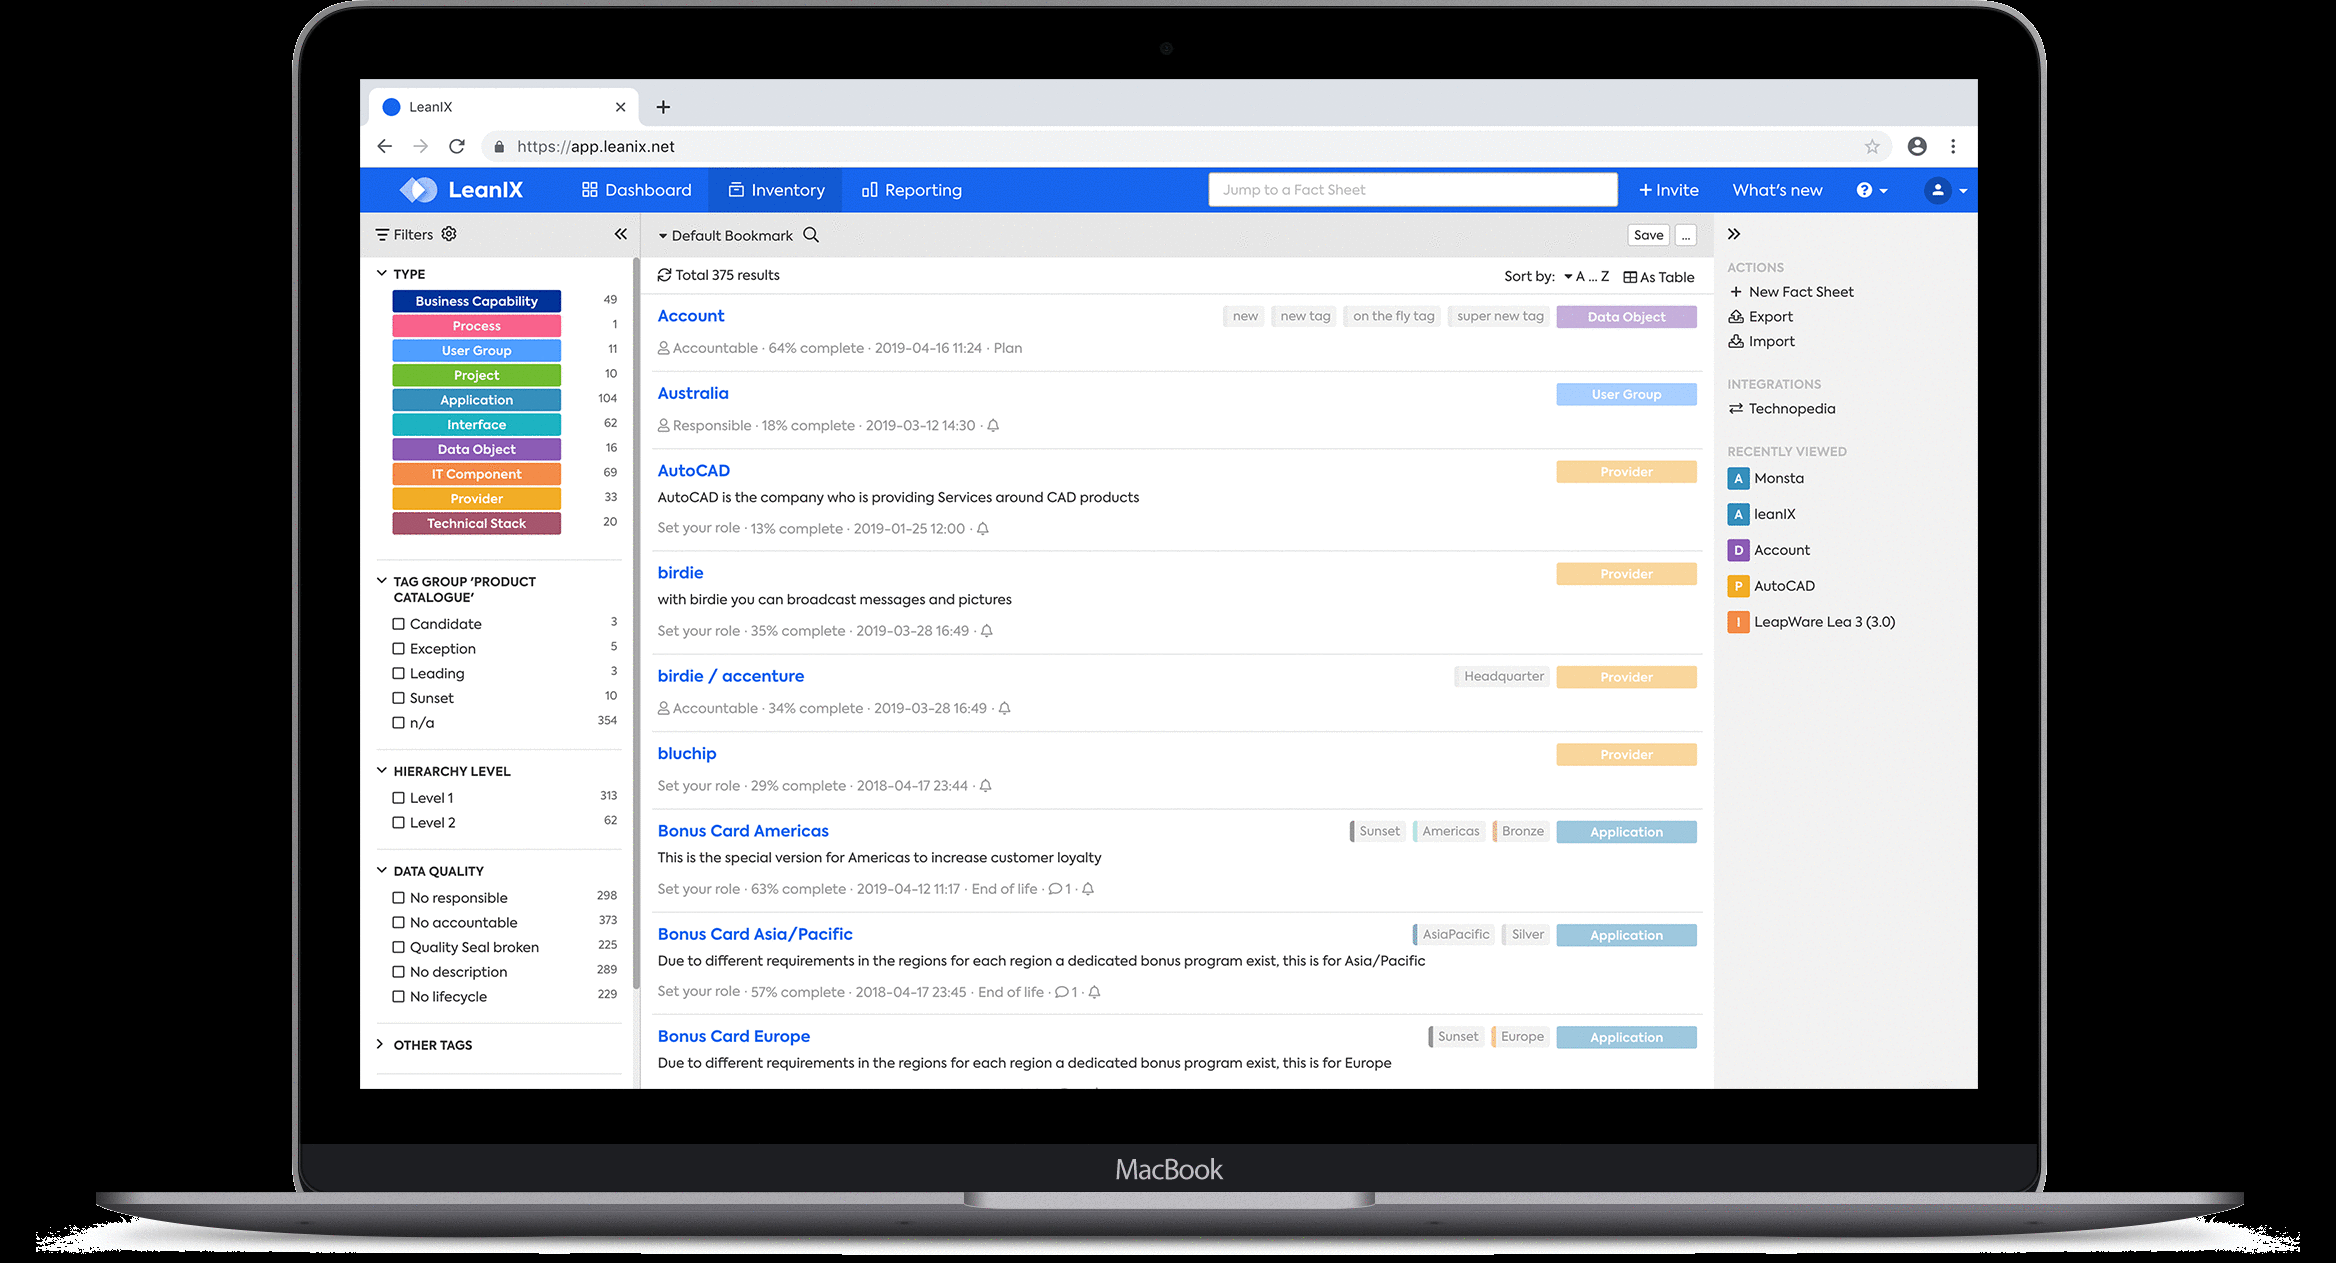 LeanIX
https://app.leanix.net
LeanIX
Dashboard
Inventory
Reporting
Jump to a Fact Sheet
+ Invite
What's new
?
Filters
Default Bookmark
Save
...
TYPE
Business Capability 49
Process 1
User Group 11
Project 10
Application 104
Interface 62
Data Object 16
IT Component 69
Provider 33
Technical Stack 20
TAG GROUP 'PRODUCT
CATALOGUE'
Candidate 3
Exception 5
Leading 3
Sunset 10
n/a 354
HIERARCHY LEVEL
Level 1 313
Level 2 62
DATA QUALITY
No responsible 298
No accountable 373
Quality Seal broken 225
No description 289
No lifecycle 229
OTHER TAGS
Total 375 results
Sort by: A ... Z As Table
Account
new new tag on the fly tag super new tag Data Object
Accountable · 64% complete · 2019-04-16 11:24 · Plan
Australia
User Group
Responsible · 18% complete · 2019-03-12 14:30 ·
AutoCAD
Provider
AutoCAD is the company who is providing Services around CAD products
Set your role · 13% complete · 2019-01-25 12:00 ·
birdie
Provider
with birdie you can broadcast messages and pictures
Set your role · 35% complete · 2019-03-28 16:49 ·
birdie / accenture
Headquarter Provider
Accountable · 34% complete · 2019-03-28 16:49 ·
bluchip
Provider
Set your role · 29% complete · 2018-04-17 23:44 ·
Bonus Card Americas
Sunset Americas Bronze Application
This is the special version for Americas to increase customer loyalty
Set your role · 63% complete · 2019-04-12 11:17 · End of life · 1 ·
Bonus Card Asia/Pacific
AsiaPacific Silver Application
Due to different requirements in the regions for each region a dedicated bonus program exist, this is for Asia/Pacific
Set your role · 57% complete · 2018-04-17 23:45 · End of life · 1 ·
Bonus Card Europe
Sunset Europe Application
Due to different requirements in the regions for each region a dedicated bonus program exist, this is for Europe
ACTIONS
+ New Fact Sheet
Export
Import
INTEGRATIONS
Technopedia
RECENTLY VIEWED
A Monsta
A leanIX
D Account
P AutoCAD
I LeapWare Lea 3 (3.0)
MacBook